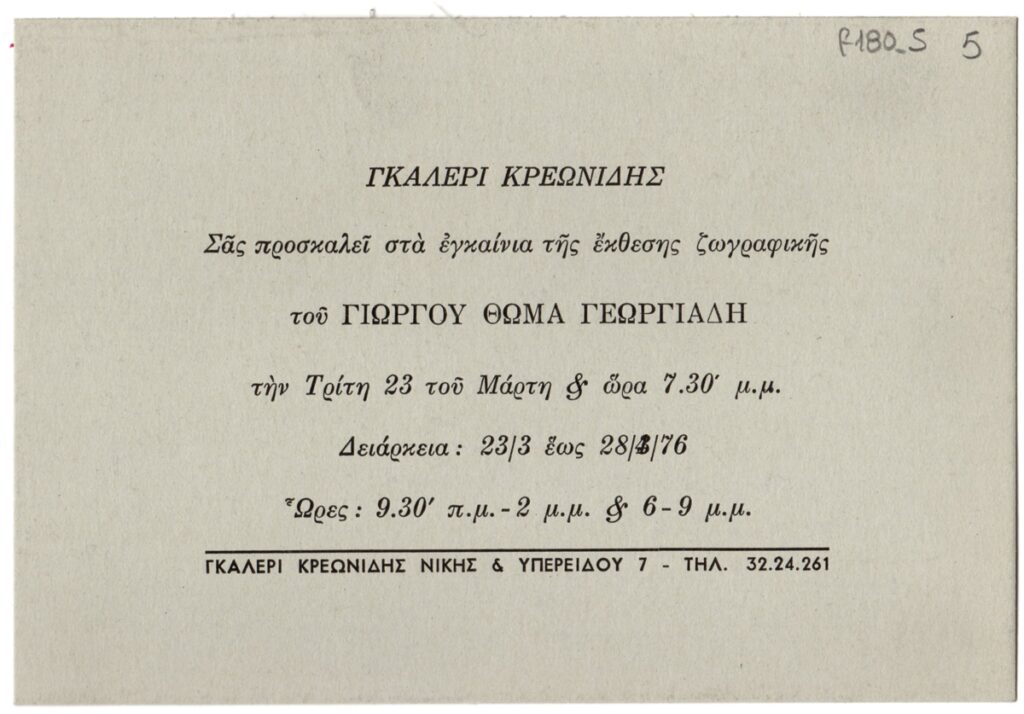 f180_S 5
ΓΚΑΛΕΡΙ ΚΡΕΩΝΙΔΗΣ
Σᾶς προσκαλεῖ στὰ ἐγκαίνια τῆς ἔκθεσης ζωγραφικῆς
τοῦ ΓΙΩΡΓΟΥ ΘΩΜΑ ΓΕΩΡΓΙΑΔΗ
τὴν Τρίτη 23 τοῦ Μάρτη & ὥρα 7.30΄ μ.μ.
Δειάρκεια : 23/3 ἕως 28/4/76
Ὧρες : 9.30΄ π.μ. - 2 μ.μ. & 6 - 9 μ.μ.
ΓΚΑΛΕΡΙ ΚΡΕΩΝΙΔΗΣ ΝΙΚΗΣ & ΥΠΕΡΕΙΔΟΥ 7 - ΤΗΛ. 32.24.261